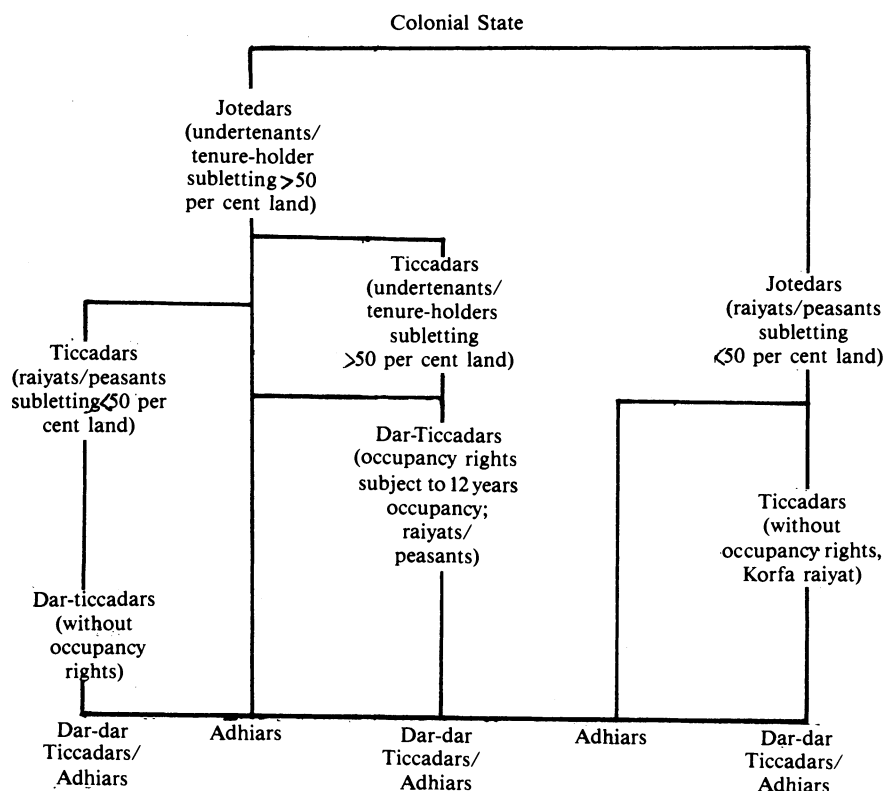 Colonial State
Jotedars
(undertenants/
tenure-holder
subletting >50
per cent land)
Ticcadars
(undertenants/
tenure-holders
subletting
>50 per cent land)
Jotedars
(raiyats/peasants
subletting
<50 per cent land)
Ticcadars
(raiyats/peasants
subletting<50 per
cent land)
Dar-Ticcadars
(occupancy rights
subject to 12 years
occupancy;
raiyats/
peasants)
Ticcadars
(without
occupancy rights,
Korfa raiyat)
Dar-ticcadars
(without
occupancy
rights)
Dar-dar
Ticcadars/
Adhiars
Adhiars
Dar-dar
Ticcadars/
Adhiars
Adhiars
Dar-dar
Ticcadars/
Adhiars